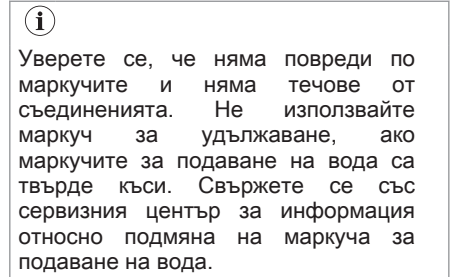 Уверете се, че няма повреди по
маркучите и няма течове от
съединенията. Не използвайте
маркуч за удължаване, ако
маркучите за подаване на вода са
твърде къси. Свържете се със
сервизния център за информация
относно подмяна на маркуча за
подаване на вода.